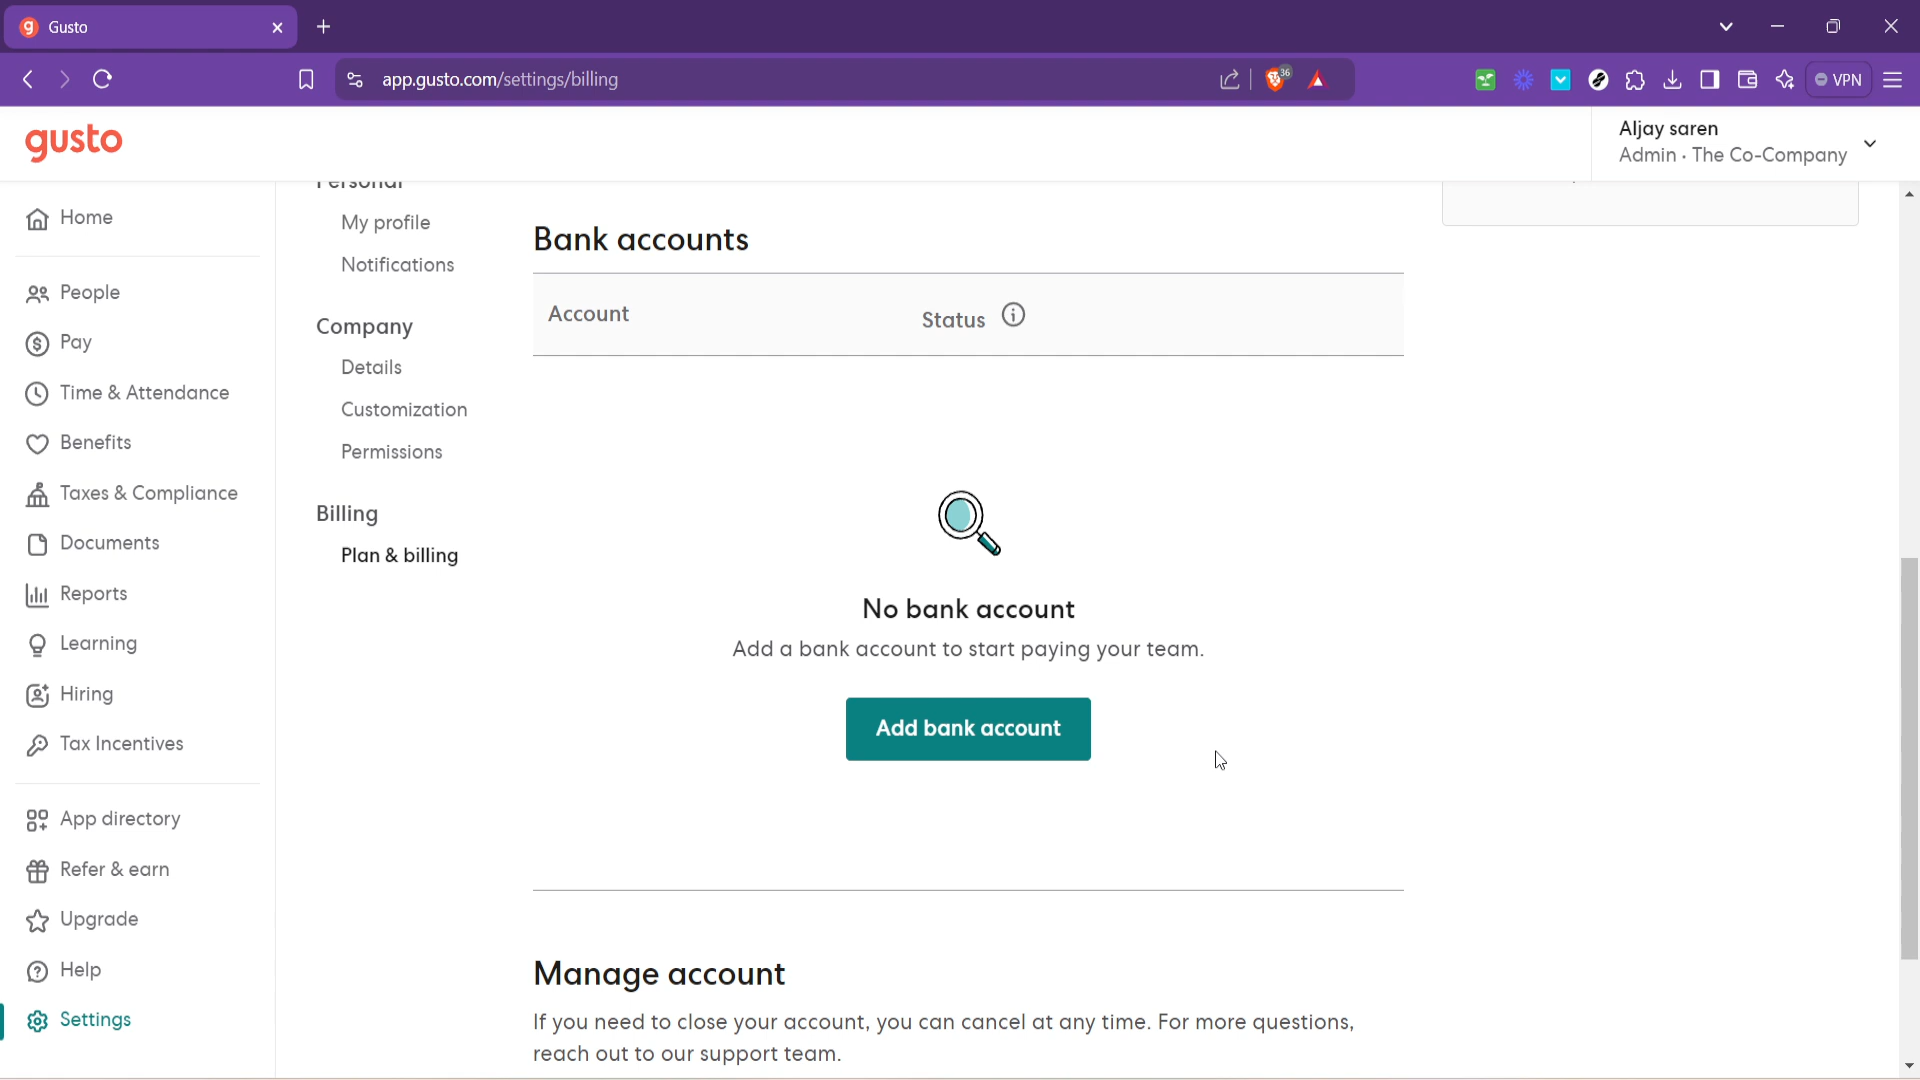 Gusto
app.gusto.com/settings/billing
36
VPN
gusto
Aljay saren
Admin · The Co-Company
Home
People
Pay
Time & Attendance
Benefits
Taxes & Compliance
Documents
Reports
Learning
Hiring
Tax Incentives
App directory
Refer & earn
Upgrade
Help
Settings
Personal
My profile
Notifications
Company
Details
Customization
Permissions
Billing
Plan & billing
Bank accounts
Account
Status
No bank account
Add a bank account to start paying your team.
Add bank account
Manage account
If you need to close your account, you can cancel at any time. For more questions,
reach out to our support team.